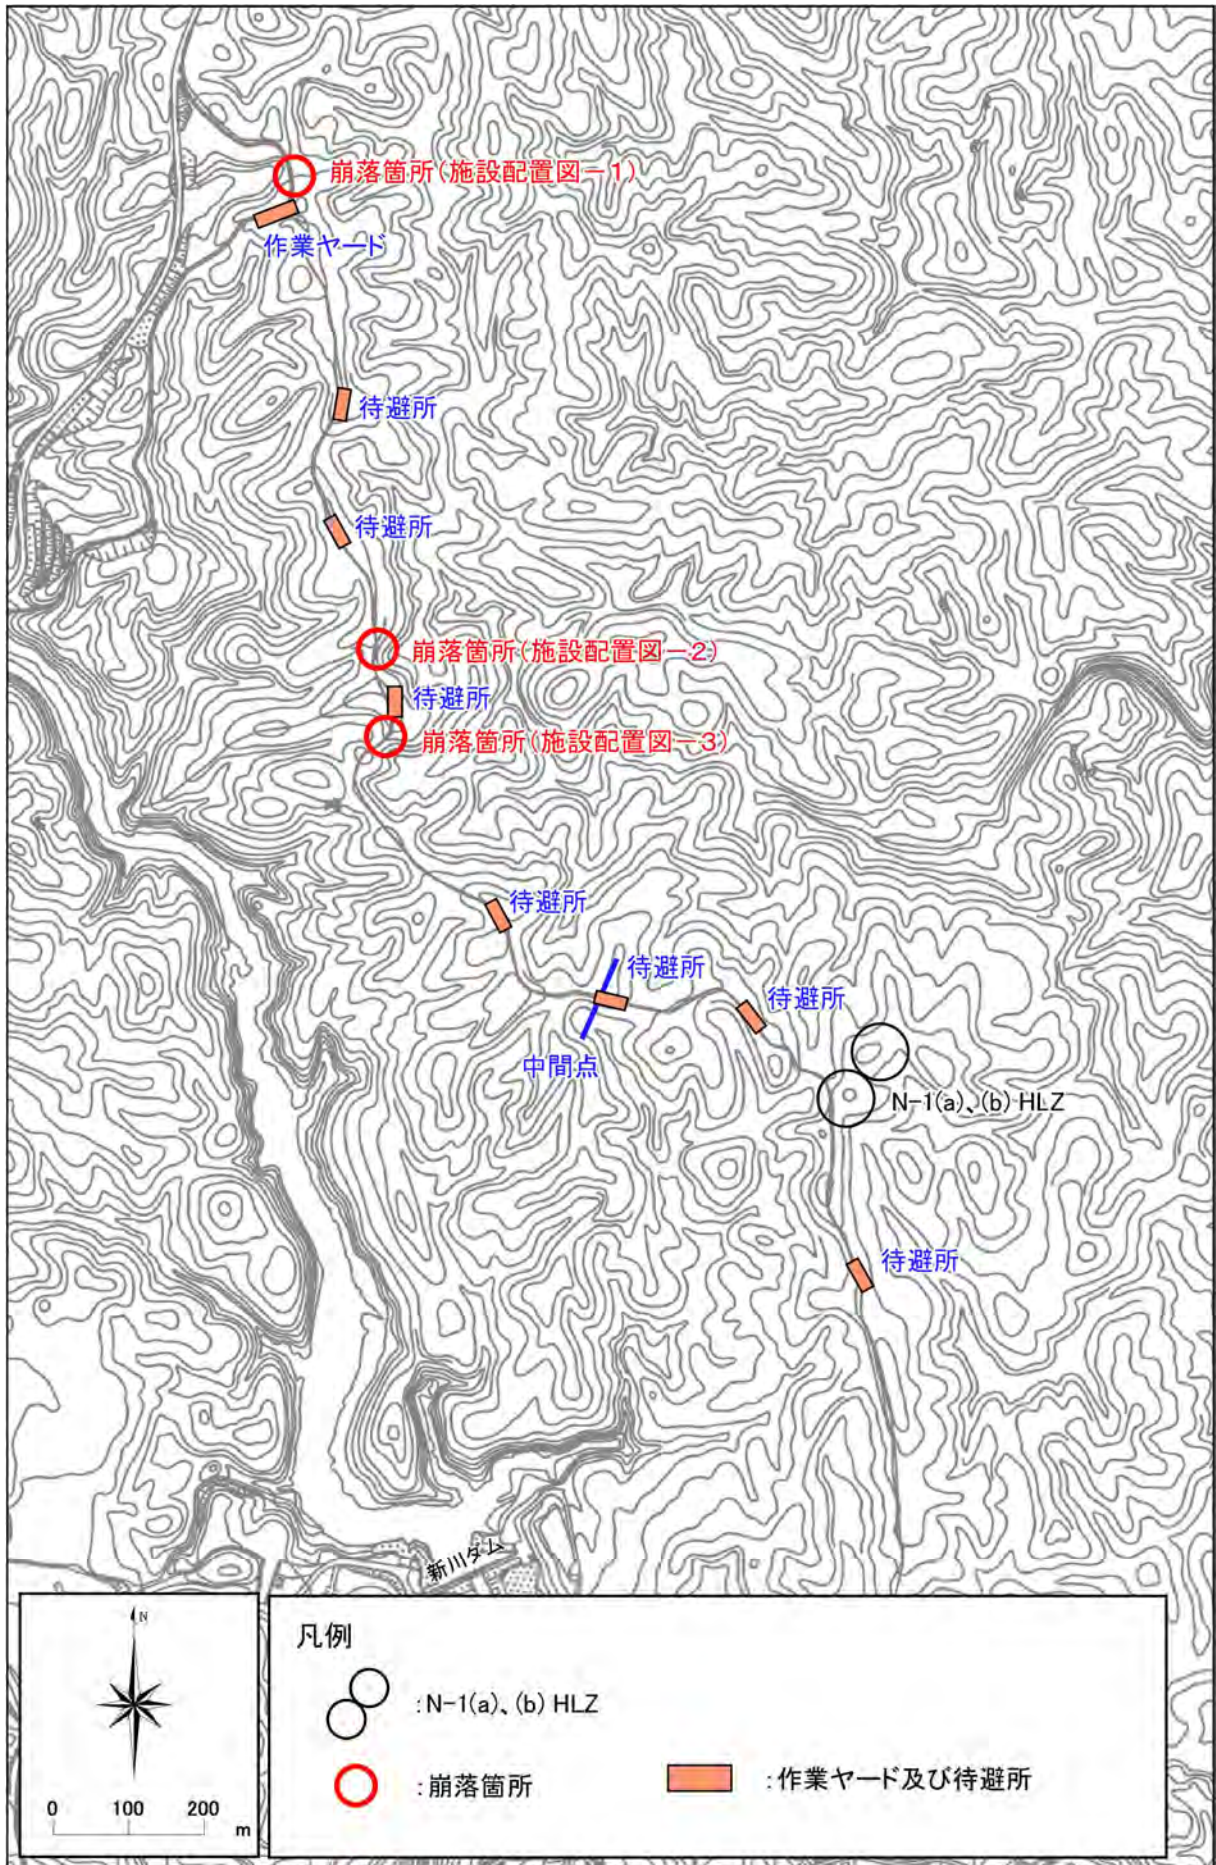 崩落箇所(施設配置図－1)
作業ヤード
待避所
待避所
崩落箇所(施設配置図－2)
待避所
崩落箇所(施設配置図－3)
待避所
待避所
待避所
中間点
N-1(a)、(b) HLZ
待避所
新川ダム
N
0 100 200
m
凡例
:N-1(a)、(b) HLZ
:崩落箇所
:作業ヤード及び待避所